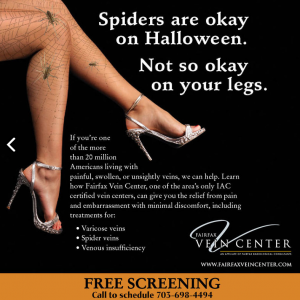 Spiders are okay
on Halloween.
Not so okay
on your legs.
If you're one
of the more
than 20 million
Americans living with
painful, swollen, or unsightly veins, we can help. Learn
how Fairfax Vein Center, one of the area's only IAC
certified vein centers, can give you the relief from pain
and embarrassment with minimal discomfort, including
treatments for:
• Varicose veins
• Spider veins
• Venous insufficiency
FAIRFAX
VEIN CENTER
WWW.FAIRFAXVEINCENTER.COM
FREE SCREENING
Call to schedule 703-698-4494